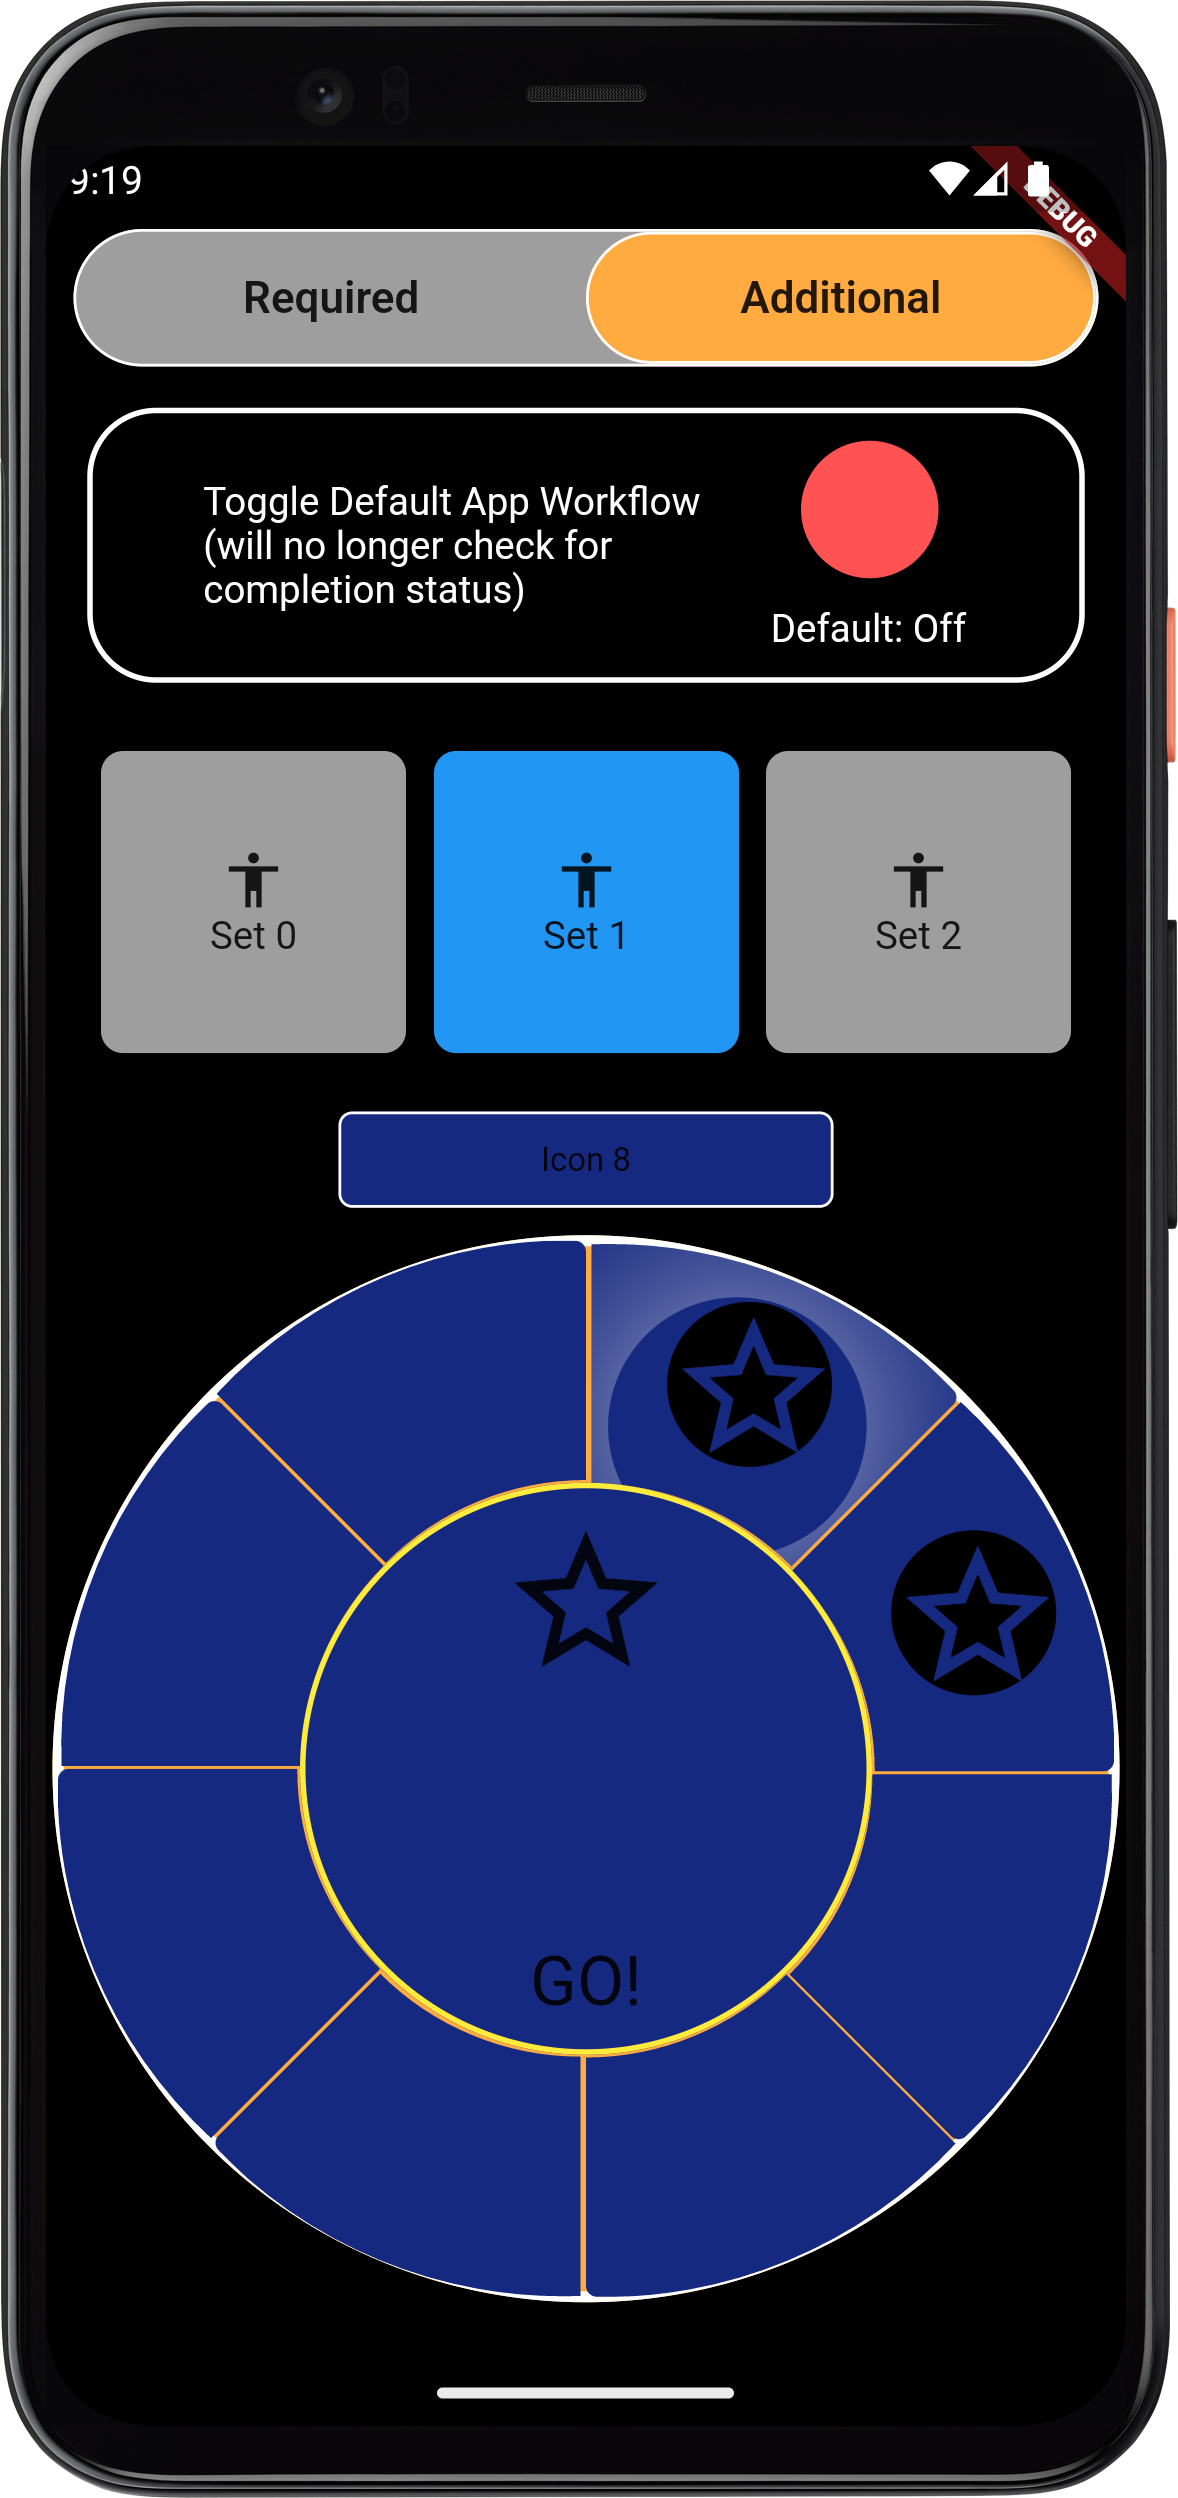 9:19
DEBUG
Required
Additional
Toggle Default App Workflow
(will no longer check for
completion status)
Default: Off
Set 0
Set 1
Set 2
Icon 8
GO!